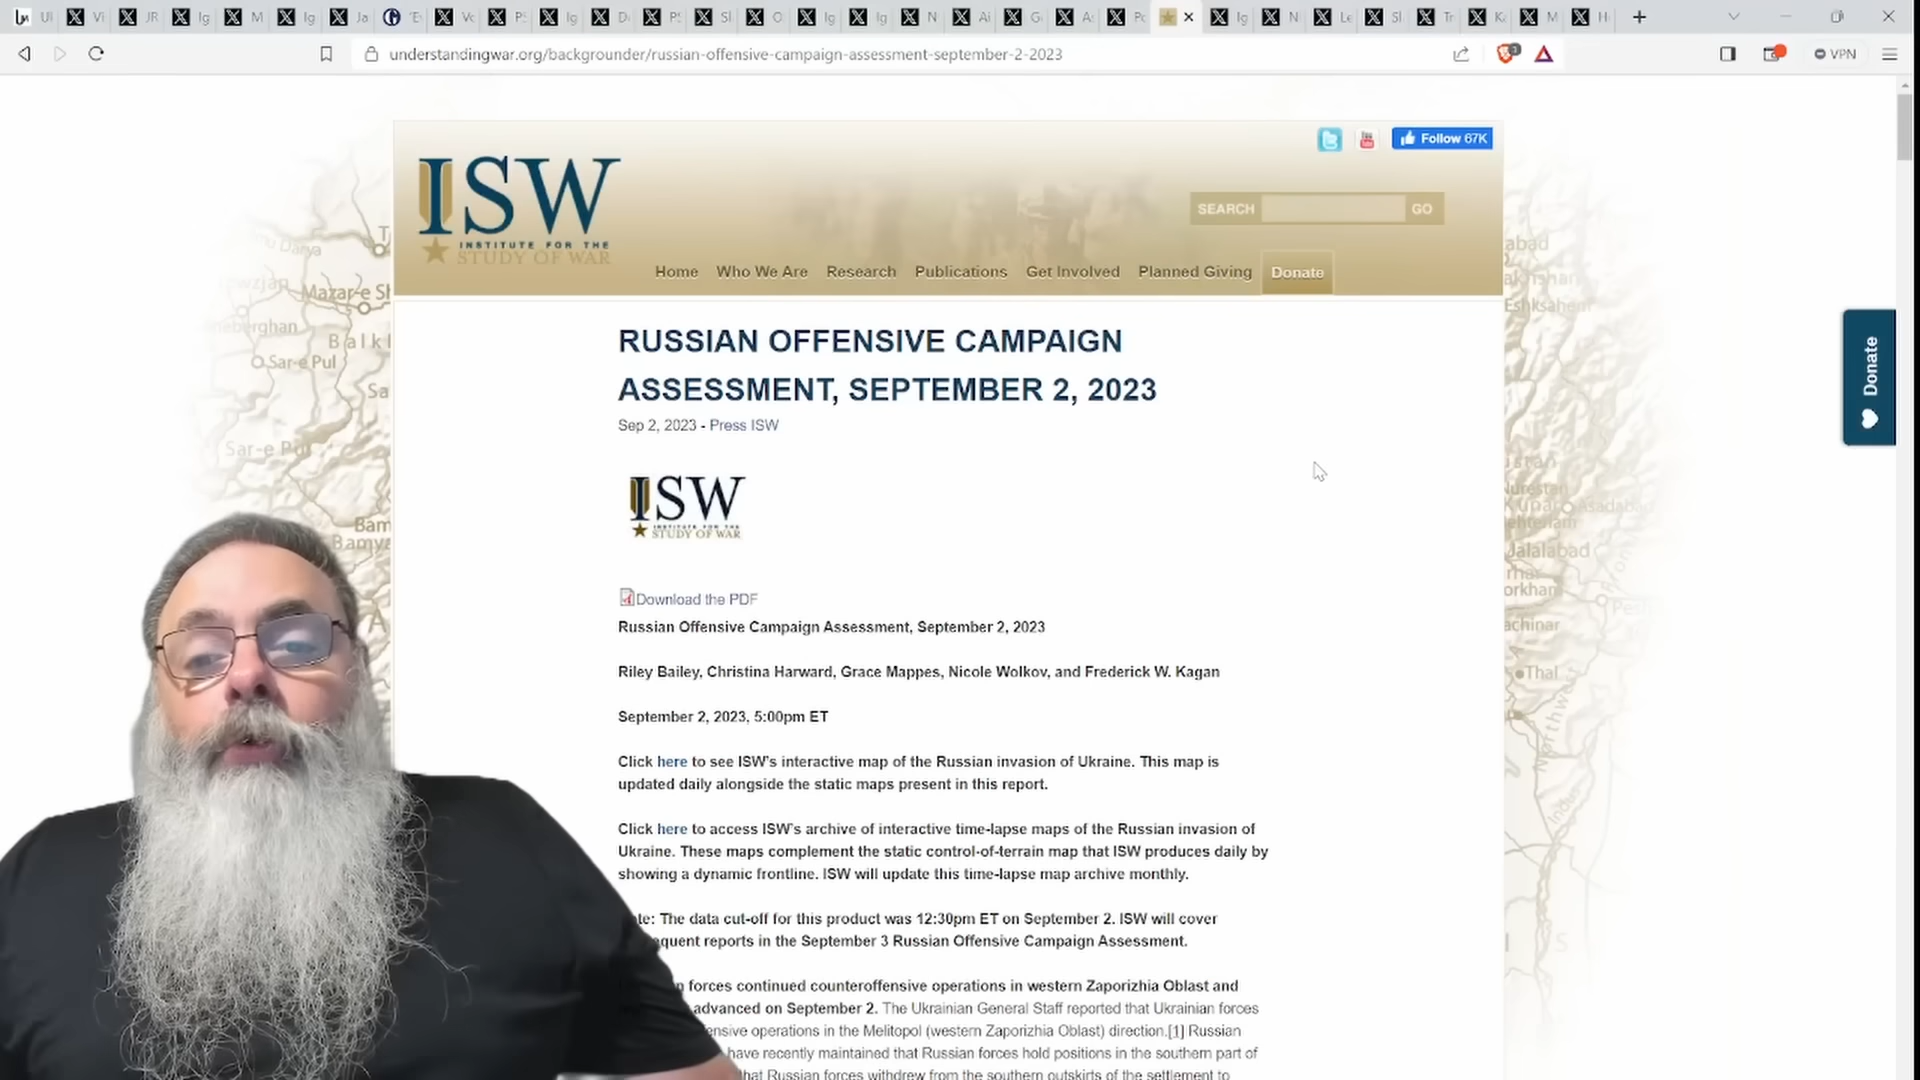 understandingwar.org/backgrounder/russian-offensive-campaign-assessment-september-2-2023
VPN
Follow 67K
ISW
INSTITUTE FOR THE
STUDY OF WAR
SEARCH
GO
Home Who We Are Research Publications Get Involved Planned Giving Donate
RUSSIAN OFFENSIVE CAMPAIGN
ASSESSMENT, SEPTEMBER 2, 2023
Sep 2, 2023 - Press ISW
ISW
INSTITUTE FOR THE
STUDY OF WAR
Download the PDF
Russian Offensive Campaign Assessment, September 2, 2023
Riley Bailey, Christina Harward, Grace Mappes, Nicole Wolkov, and Frederick W. Kagan
September 2, 2023, 5:00pm ET
Click here to see ISW's interactive map of the Russian invasion of Ukraine. This map is
updated daily alongside the static maps present in this report.
Click here to access ISW's archive of interactive time-lapse maps of the Russian invasion of
Ukraine. These maps complement the static control-of-terrain map that ISW produces daily by
showing a dynamic frontline. ISW will update this time-lapse map archive monthly.
The data cut-off for this product was 12:30pm ET on September 2. ISW will cover
reports in the September 3 Russian Offensive Campaign Assessment.
forces continued counteroffensive operations in western Zaporizhia Oblast and
advanced on September 2. The Ukrainian General Staff reported that Ukrainian forces
operations in the Melitopol (western Zaporizhia Oblast) direction.[1] Russian
have recently maintained that Russian forces hold positions in the southern part of
that Russian forces withdrew from the southern outskirts of the settlement to
Donate
Mazar-e
Sar-e Pul
Jalalabad
Thal
Indus